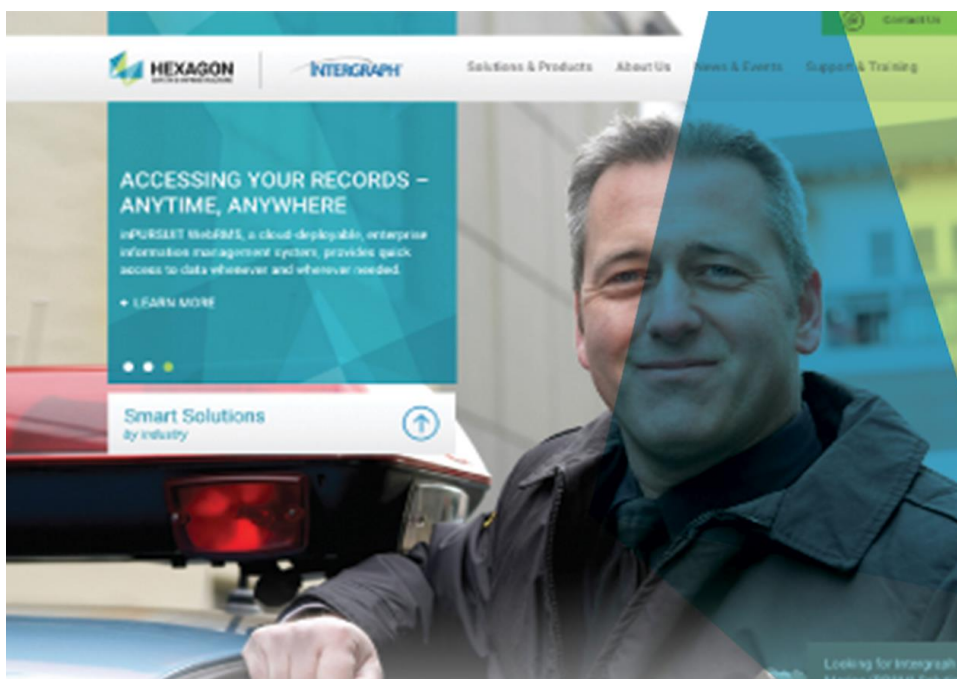 Contact Us
HEXAGON
INTERGRAPH
Solutions & Products About Us News & Events Support & Training
ACCESSING YOUR RECORDS –
ANYTIME, ANYWHERE
inPURSUIT WebRMS, a cloud-deployable, enterprise
information management system, provides quick
access to data whenever and wherever needed.
+ LEARN MORE
Smart Solutions
by industry
Looking for Intergraph